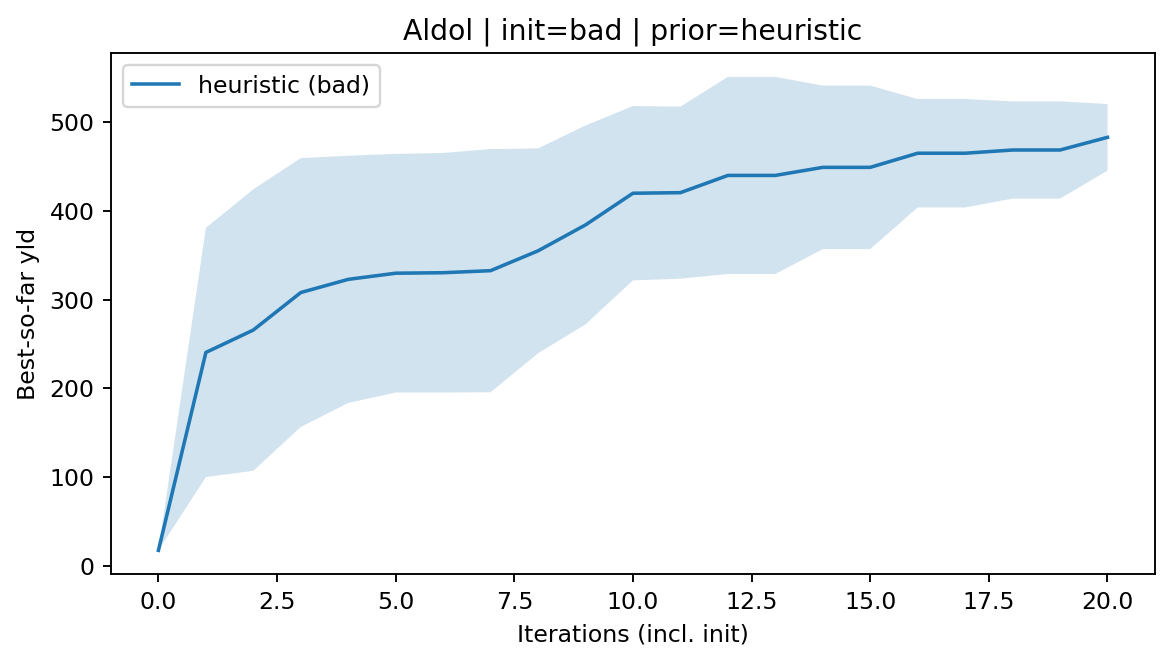 Aldol | init=bad | prior=heuristic
heuristic (bad)
Best-so-far yld
500
400
300
200
100
0
0.0 2.5 5.0 7.5 10.0 12.5 15.0 17.5 20.0
Iterations (incl. init)